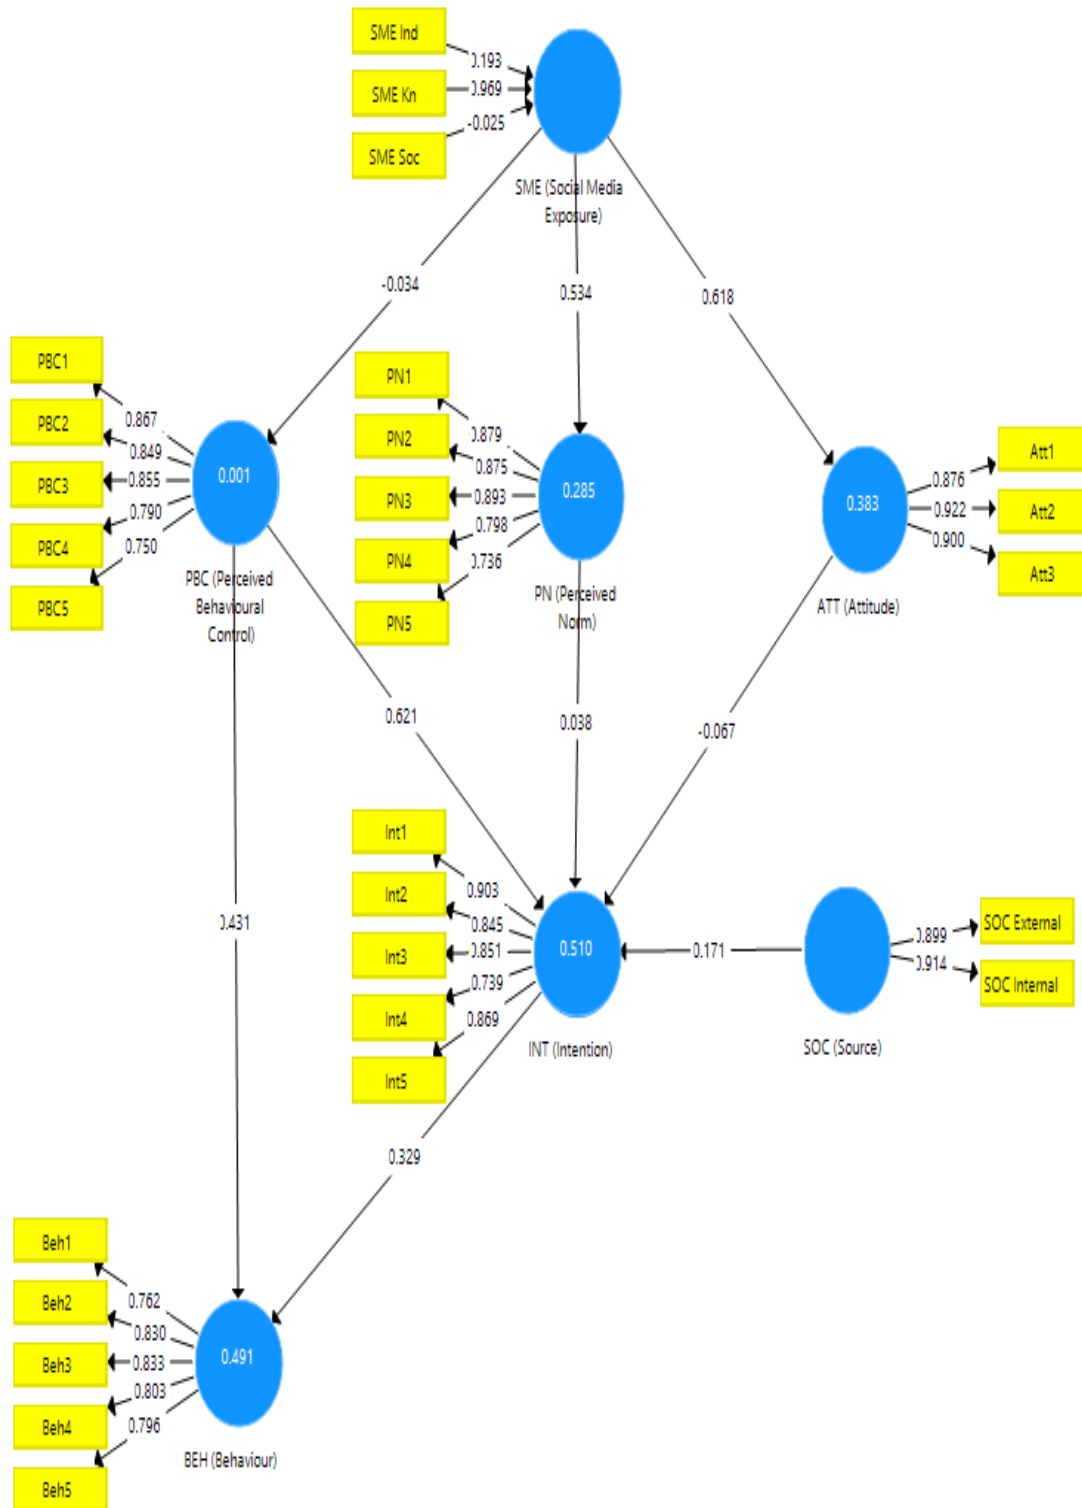 SME Ind
0.193
SME Kn
0.969
-0.025
SME Soc
SME (Social Media
Exposure)
-0.034
0.534
0.618
PBC1
0.867
PBC2
0.849
PBC3
0.855
PBC4
0.790
PBC5
0.750
0.001
PBC (Perceived
Behavioural
Control)
PN1
0.879
PN2
0.875
PN3
0.893
PN4
0.798
PN5
0.736
0.285
PN (Perceived
Norm)
0.383
ATT (Attitude)
Att1
0.876
Att2
0.922
Att3
0.900
0.621
0.038
-0.067
Int1
0.903
Int2
0.845
Int3
0.851
Int4
0.739
Int5
0.869
0.510
INT (Intention)
0.171
SOC (Source)
SOC External
0.899
SOC Internal
0.914
0.431
0.329
Beh1
0.762
Beh2
0.830
Beh3
0.833
Beh4
0.803
Beh5
0.796
0.491
BEH (Behaviour)